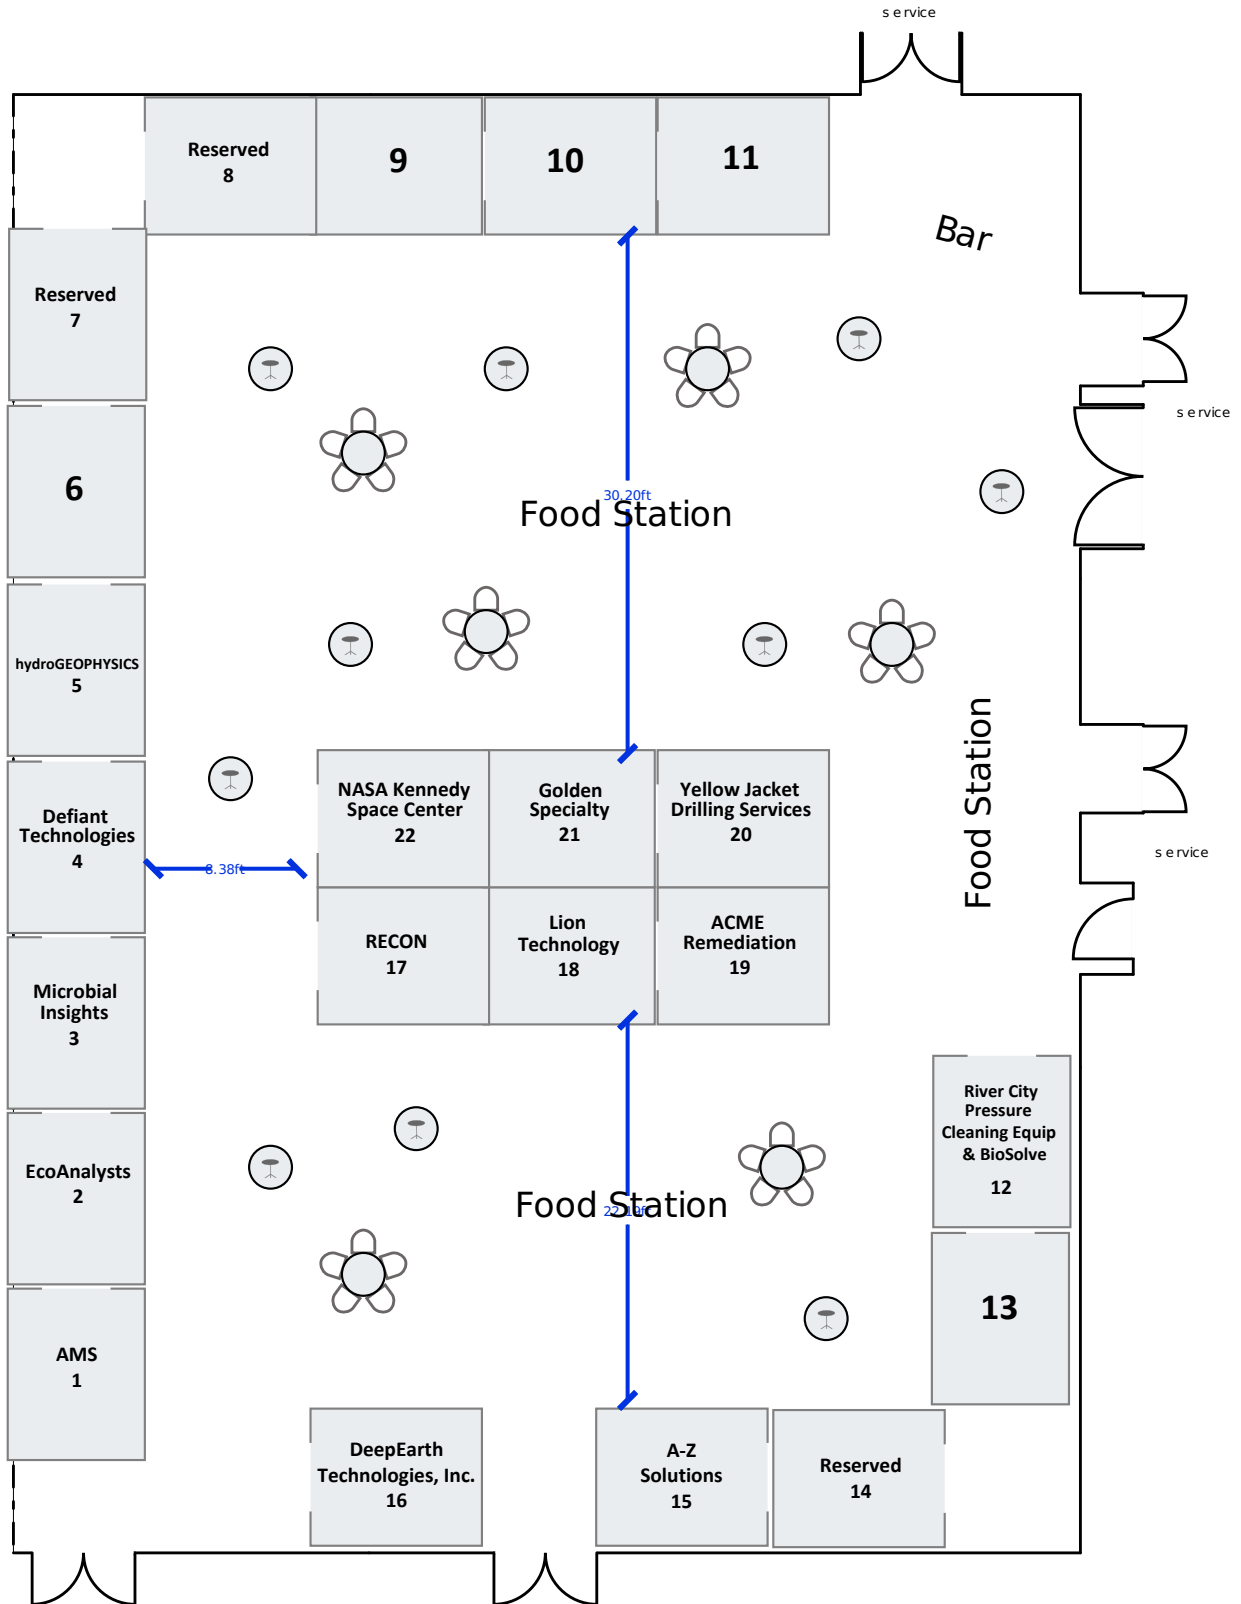 service
Reserved
8
9
10
11
Bar
Reserved
7
service
6
30.20ft
Food Station
hydroGEOPHYSICS
5
Food Station
NASA Kennedy
Space Center
22
Golden
Specialty
21
Yellow Jacket
Drilling Services
20
Defiant
Technologies
4
8.38ft
service
RECON
17
Lion
Technology
18
ACME
Remediation
19
Microbial
Insights
3
River City
Pressure
Cleaning Equip
& BioSolve
12
EcoAnalysts
2
Food Station
22.19ft
13
AMS
1
DeepEarth
Technologies, Inc.
16
A-Z
Solutions
15
Reserved
14